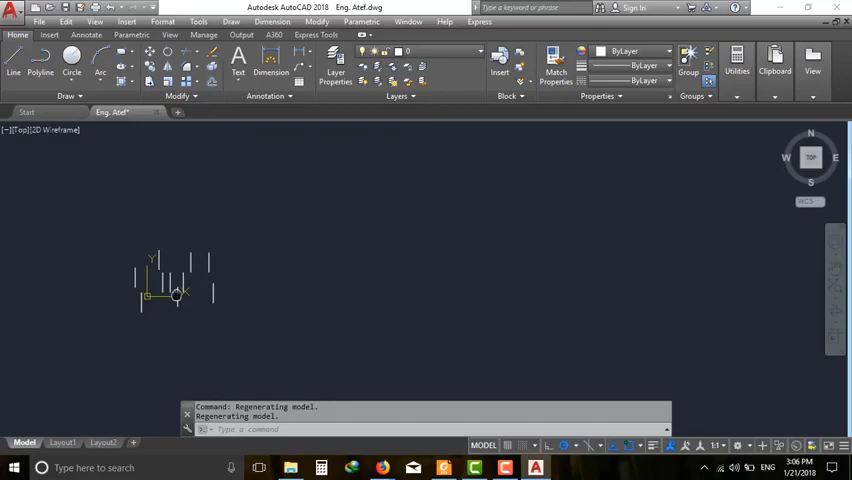 Autodesk AutoCAD 2018 Eng. Atef.dwg
Type a keyword or phrase
Sign In
File Edit View Insert Format Tools Draw Dimension Modify Parametric Window Help Express
Home Insert Annotate Parametric View Manage Output A360 Express Tools
Line Polyline Circle Arc Text Dimension Layer Properties 0 Insert Match Properties ByLayer Group Utilities Clipboard View
ByLayer
ByLayer
Draw Modify Annotation Layers Block Properties Groups
Start Eng. Atef*
[−][Top][2D Wireframe]
N
W TOP E
S
WCS
Y
X
Command: Regenerating model.
Regenerating model.
Type a command
Model Layout1 Layout2 MODEL 1:1
Type here to search
ENG
3:06 PM
1/21/2018